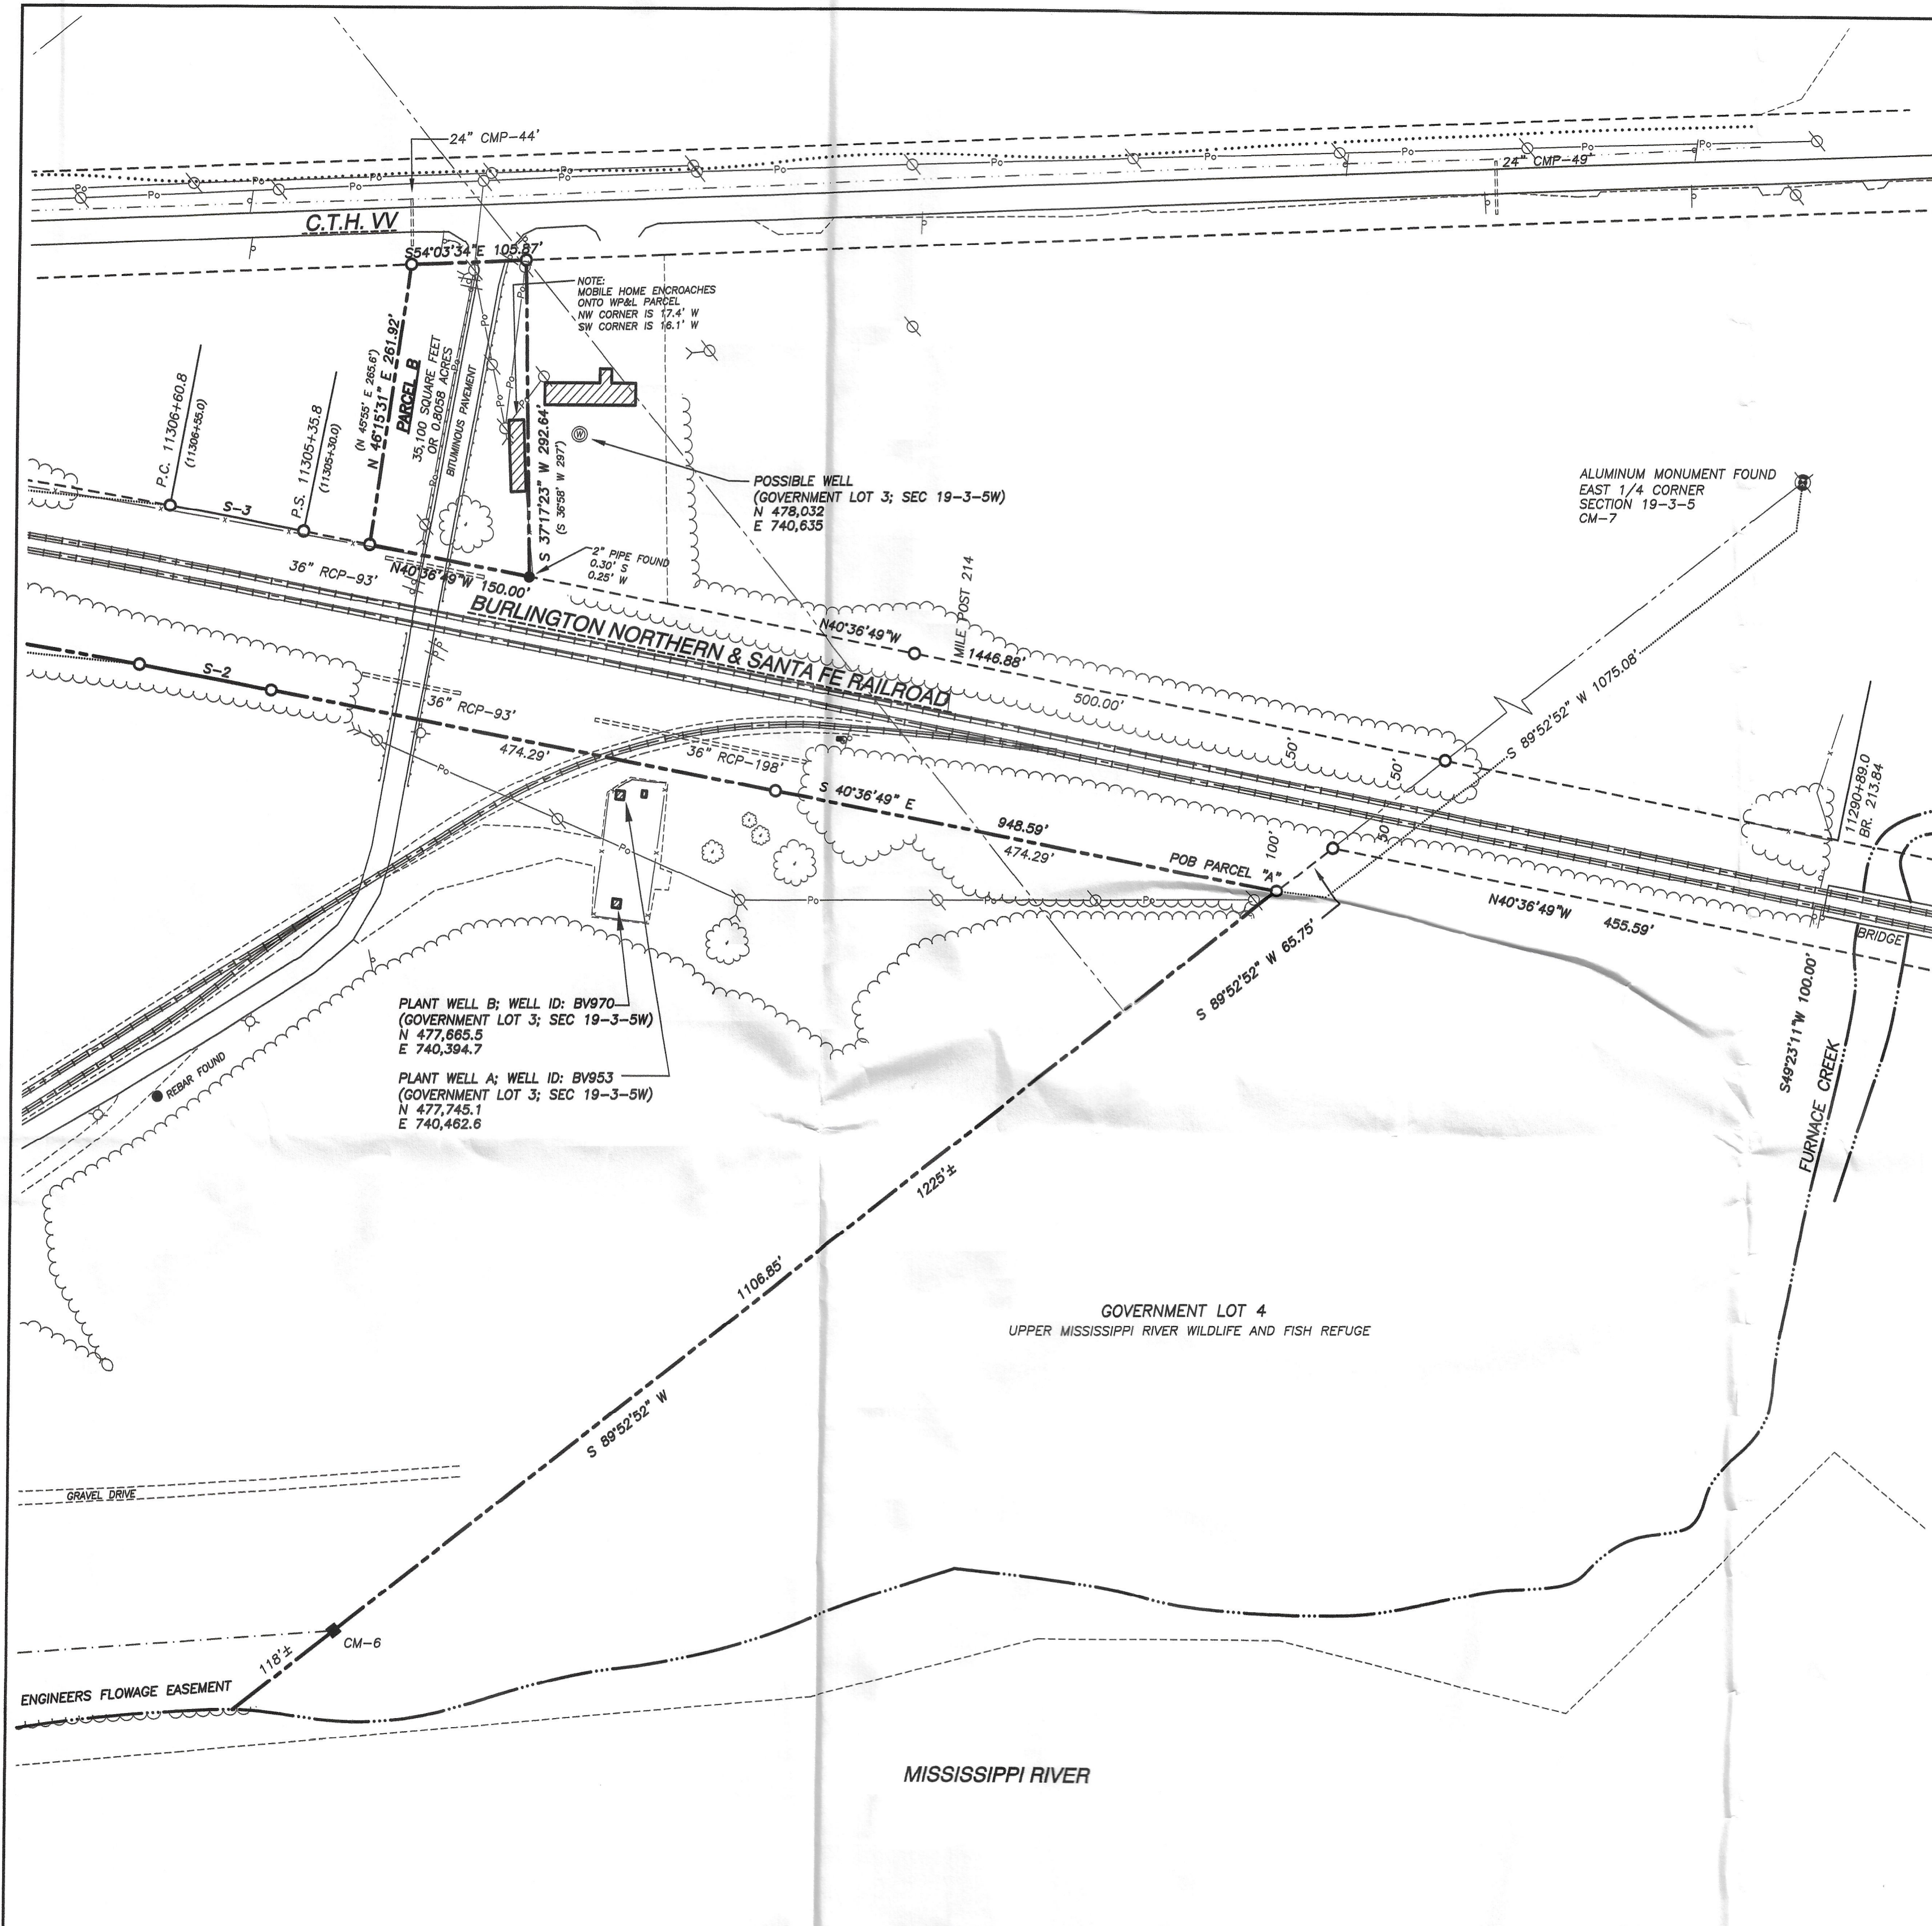 24" CMP-44'
24" CMP-49'
C.T.H. VV
S54°03'34"E 105.87'
NOTE:
MOBILE HOME ENCROACHES
ONTO WP&L PARCEL
NW CORNER IS 17.4' W
SW CORNER IS 16.1' W
(N 45°55' E 265.6')
N 46°15'31" E 261.92'
PARCEL B
35,100 SQUARE FEET
OR 0.8058 ACRES
BITUMINOUS PAVEMENT
P.C. 11306+60.8
(11306+55.0)
P.S. 11305+35.8
(11305+30.0)
S-3
S 37°17'23" W 292.64'
(S 36°58' W 297')
POSSIBLE WELL
(GOVERNMENT LOT 3; SEC 19-3-5W)
N 478,032
E 740,635
ALUMINUM MONUMENT FOUND
EAST 1/4 CORNER
SECTION 19-3-5
CM-7
2" PIPE FOUND
0.30' S
0.25' W
36" RCP-93'
N40°36'49"W 150.00'
BURLINGTON NORTHERN & SANTA FE RAILROAD
N40°36'49"W
1446.88'
MILE POST 214
500.00'
S-2
36" RCP-93'
474.29'
36" RCP-198'
S 40°36'49" E
948.59'
474.29'
POB PARCEL "A"
100'
50'
50'
50'
S 89°52'52" W 1075.08'
11290+89.0
BR. 213.84
N40°36'49"W
455.59'
BRIDGE
S 89°52'52" W 65.75'
S49°23'11"W 100.00'
FURNACE CREEK
PLANT WELL B; WELL ID: BV970
(GOVERNMENT LOT 3; SEC 19-3-5W)
N 477,665.5
E 740,394.7
PLANT WELL A; WELL ID: BV953
(GOVERNMENT LOT 3; SEC 19-3-5W)
N 477,745.1
E 740,462.6
REBAR FOUND
1225'±
1106.85'
GOVERNMENT LOT 4
UPPER MISSISSIPPI RIVER WILDLIFE AND FISH REFUGE
S 89°52'52" W
GRAVEL DRIVE
CM-6
118'±
ENGINEERS FLOWAGE EASEMENT
MISSISSIPPI RIVER